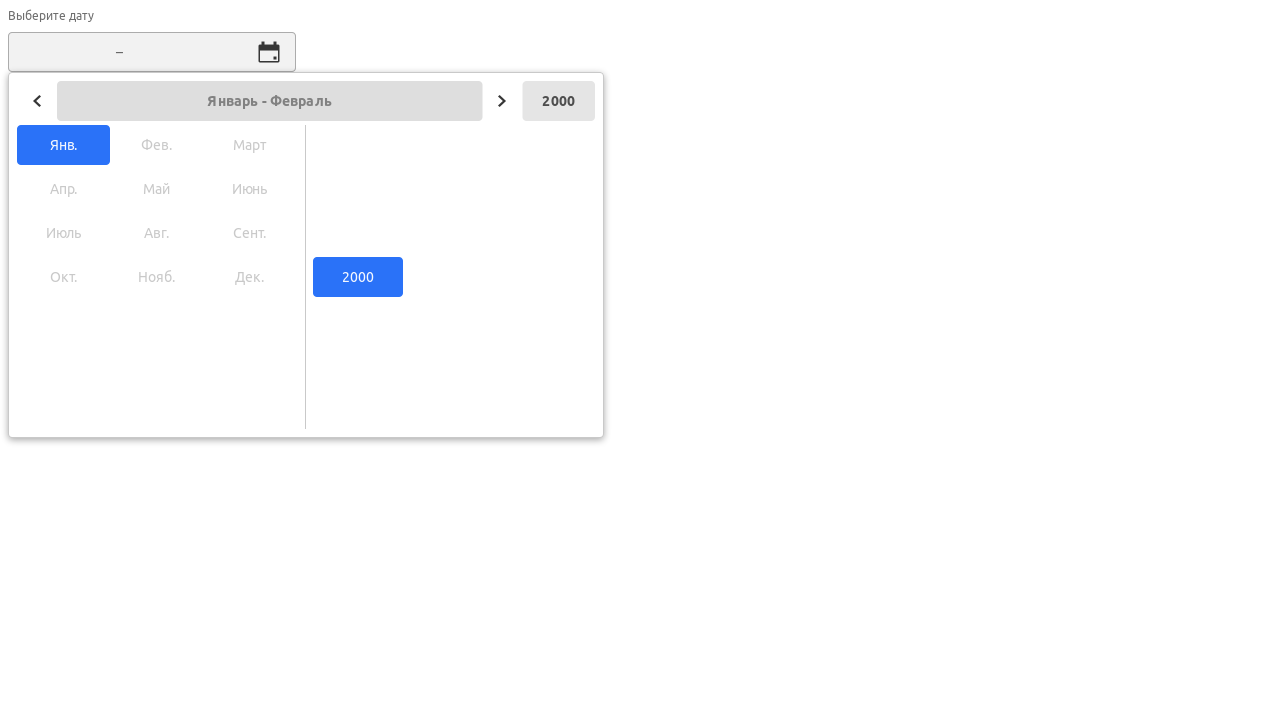 Выберите дату
–
Январь - Февраль 2000
Янв. Фев. Март
Апр. Май Июнь
Июль Авг. Сент.
Окт. Нояб. Дек. 2000